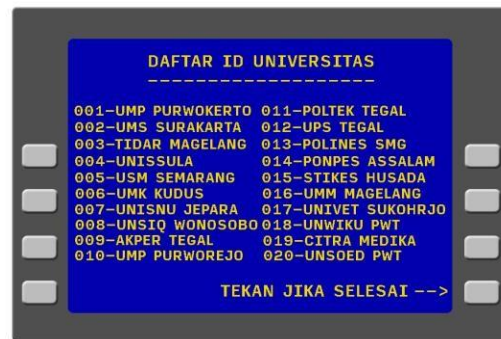 DAFTAR ID UNIVERSITAS
-------------------
001-UMP PURWOKERTO 011-POLTEK TEGAL
002-UMS SURAKARTA 012-UPS TEGAL
003-TIDAR MAGELANG 013-POLINES SMG
004-UNISSULA 014-PONPES ASSALAM
005-USM SEMARANG 015-STIKES HUSADA
006-UMK KUDUS 016-UMM MAGELANG
007-UNISNU JEPARA 017-UNIVET SUKOHRJO
008-UNSIQ WONOSOBO 018-UNWIKU PWT
009-AKPER TEGAL 019-CITRA MEDIKA
010-UMP PURWOREJO 020-UNSOED PWT
TEKAN JIKA SELESAI -->